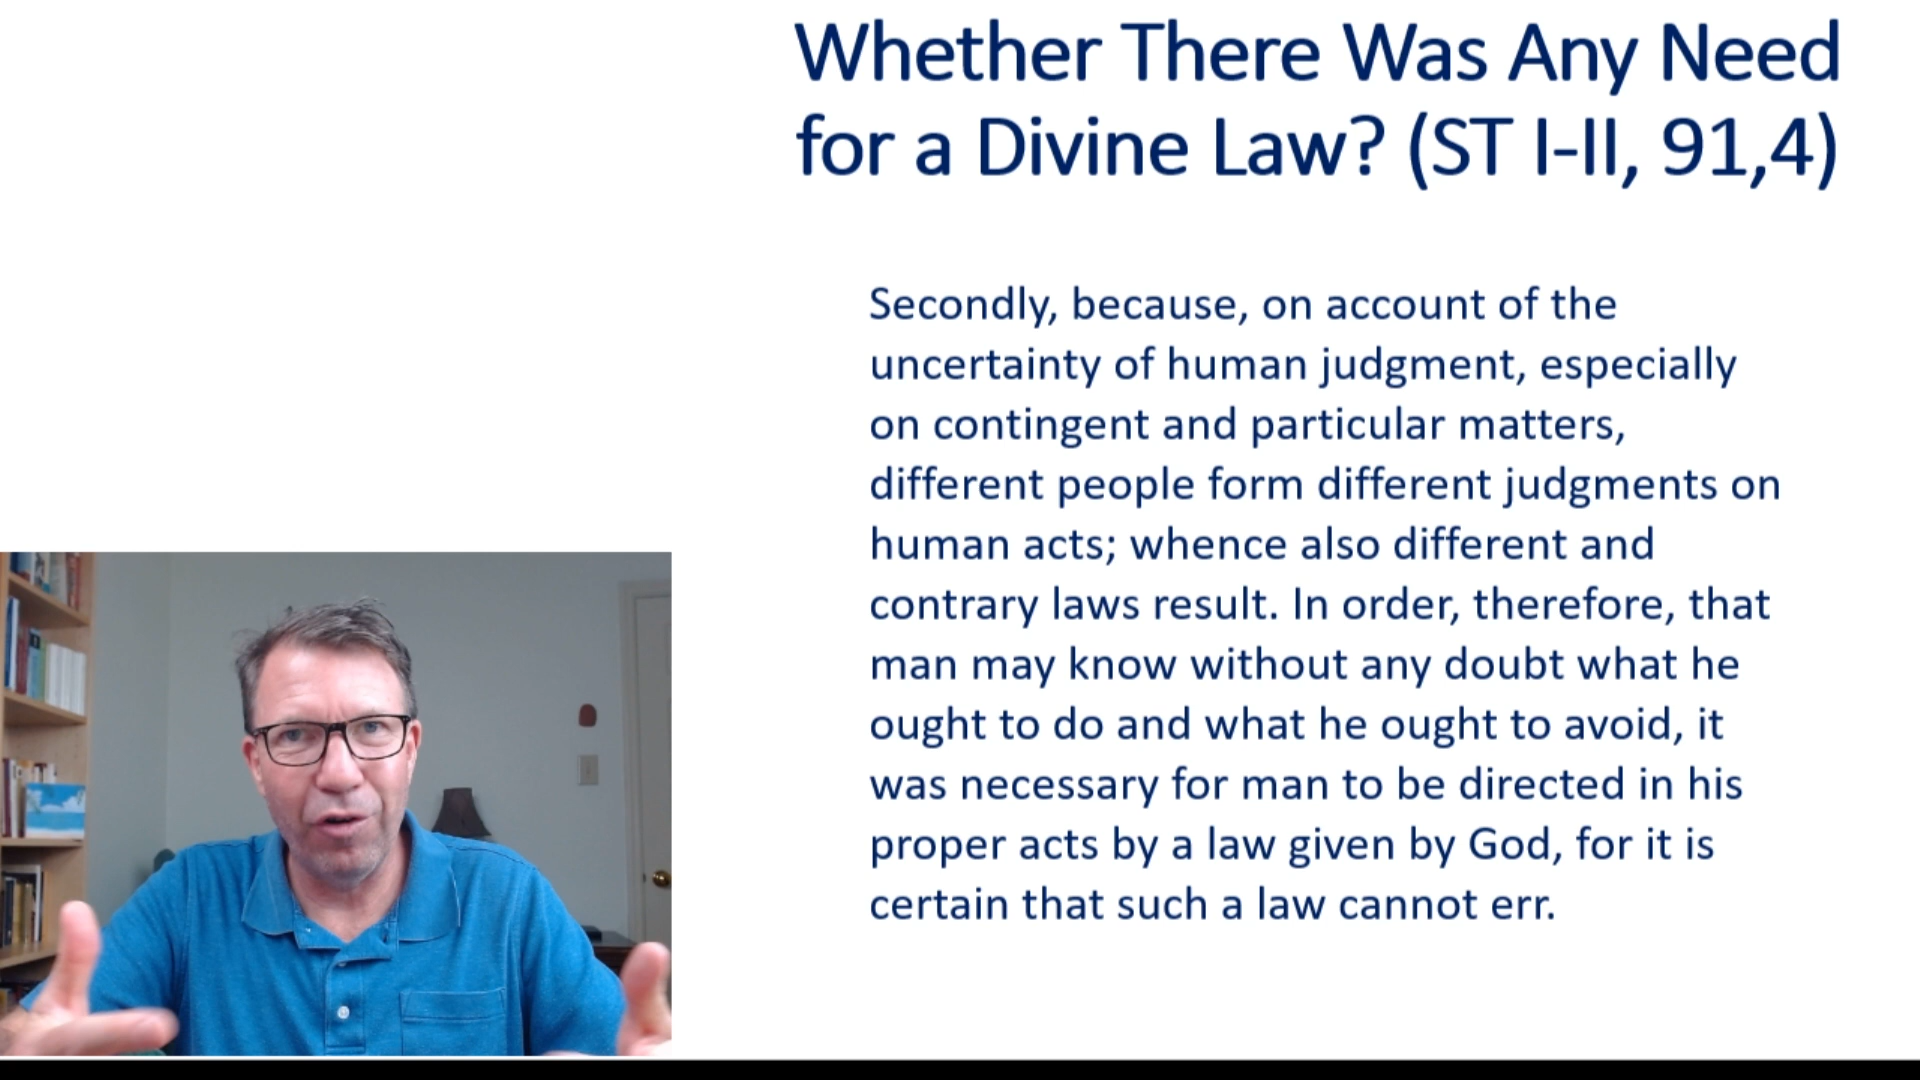 Whether There Was Any Need
for a Divine Law? (ST I-II, 91,4)
Secondly, because, on account of the
uncertainty of human judgment, especially
on contingent and particular matters,
different people form different judgments on
human acts; whence also different and
contrary laws result. In order, therefore, that
man may know without any doubt what he
ought to do and what he ought to avoid, it
was necessary for man to be directed in his
proper acts by a law given by God, for it is
certain that such a law cannot err.